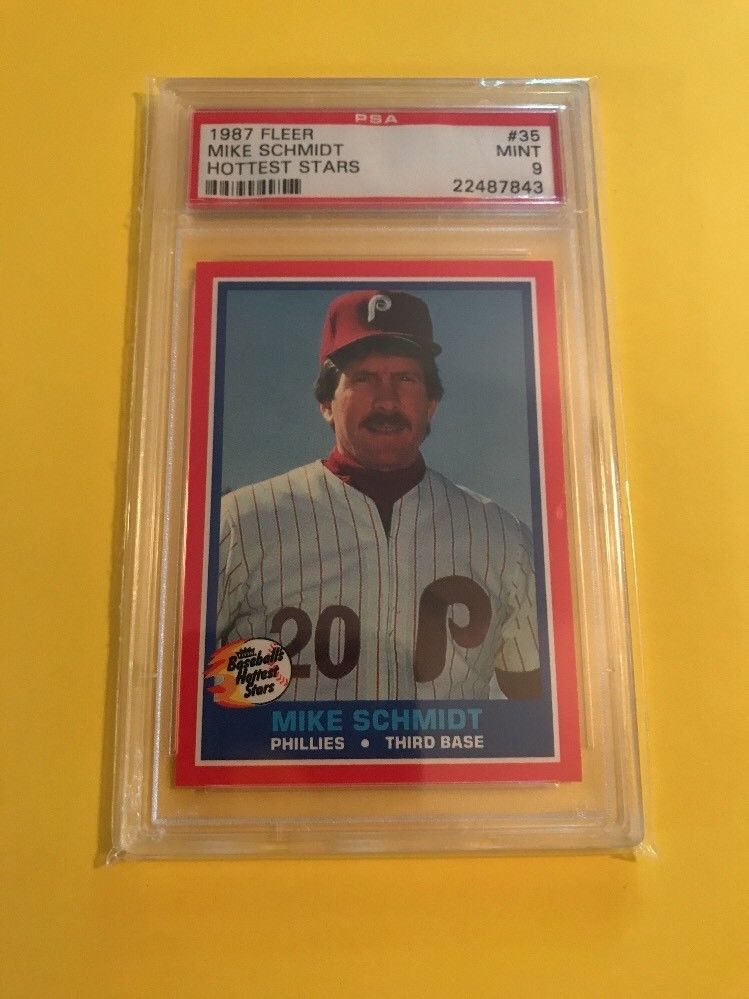 PSA
1987 FLEER #35
MIKE SCHMIDT MINT
HOTTEST STARS 9
22487843
P
20 P
Baseball's
Hottest
Stars
MIKE SCHMIDT
PHILLIES • THIRD BASE